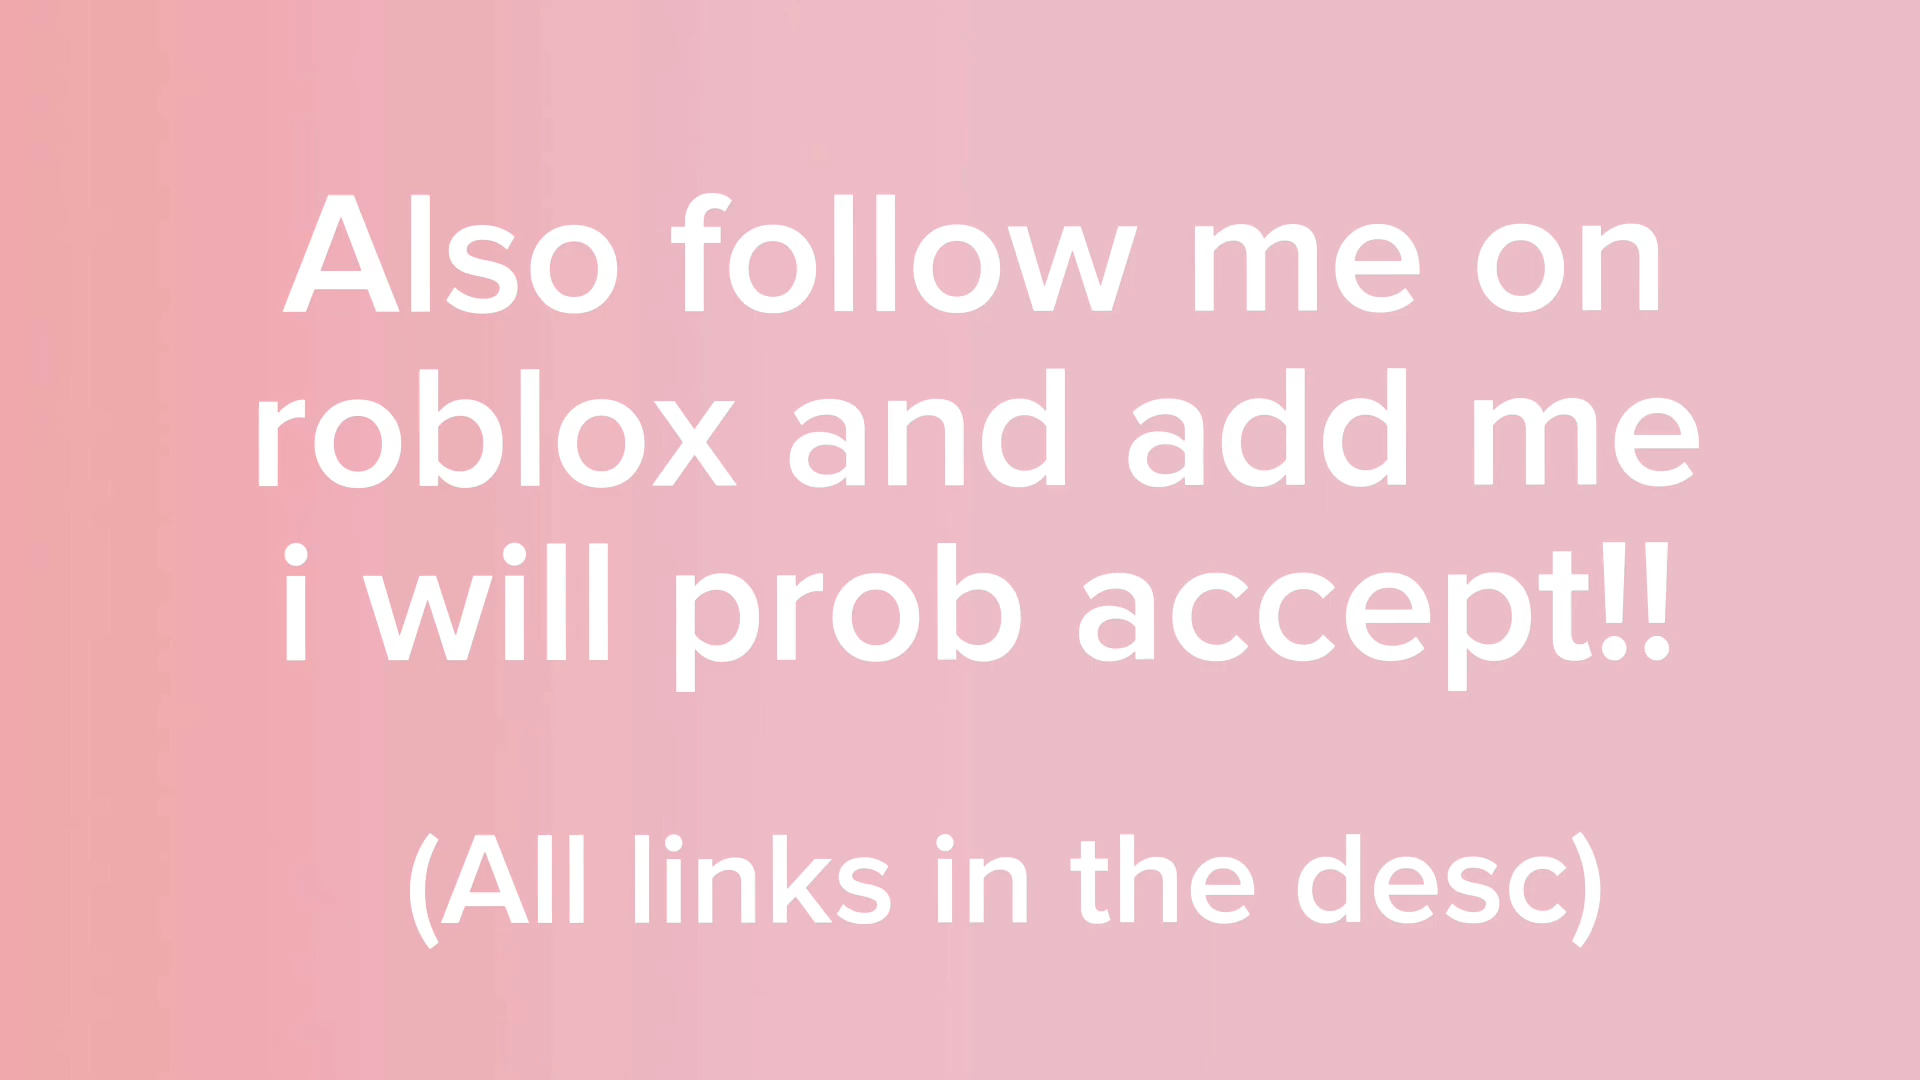 Also follow me on
roblox and add me
i will prob accept!!
(All links in the desc)